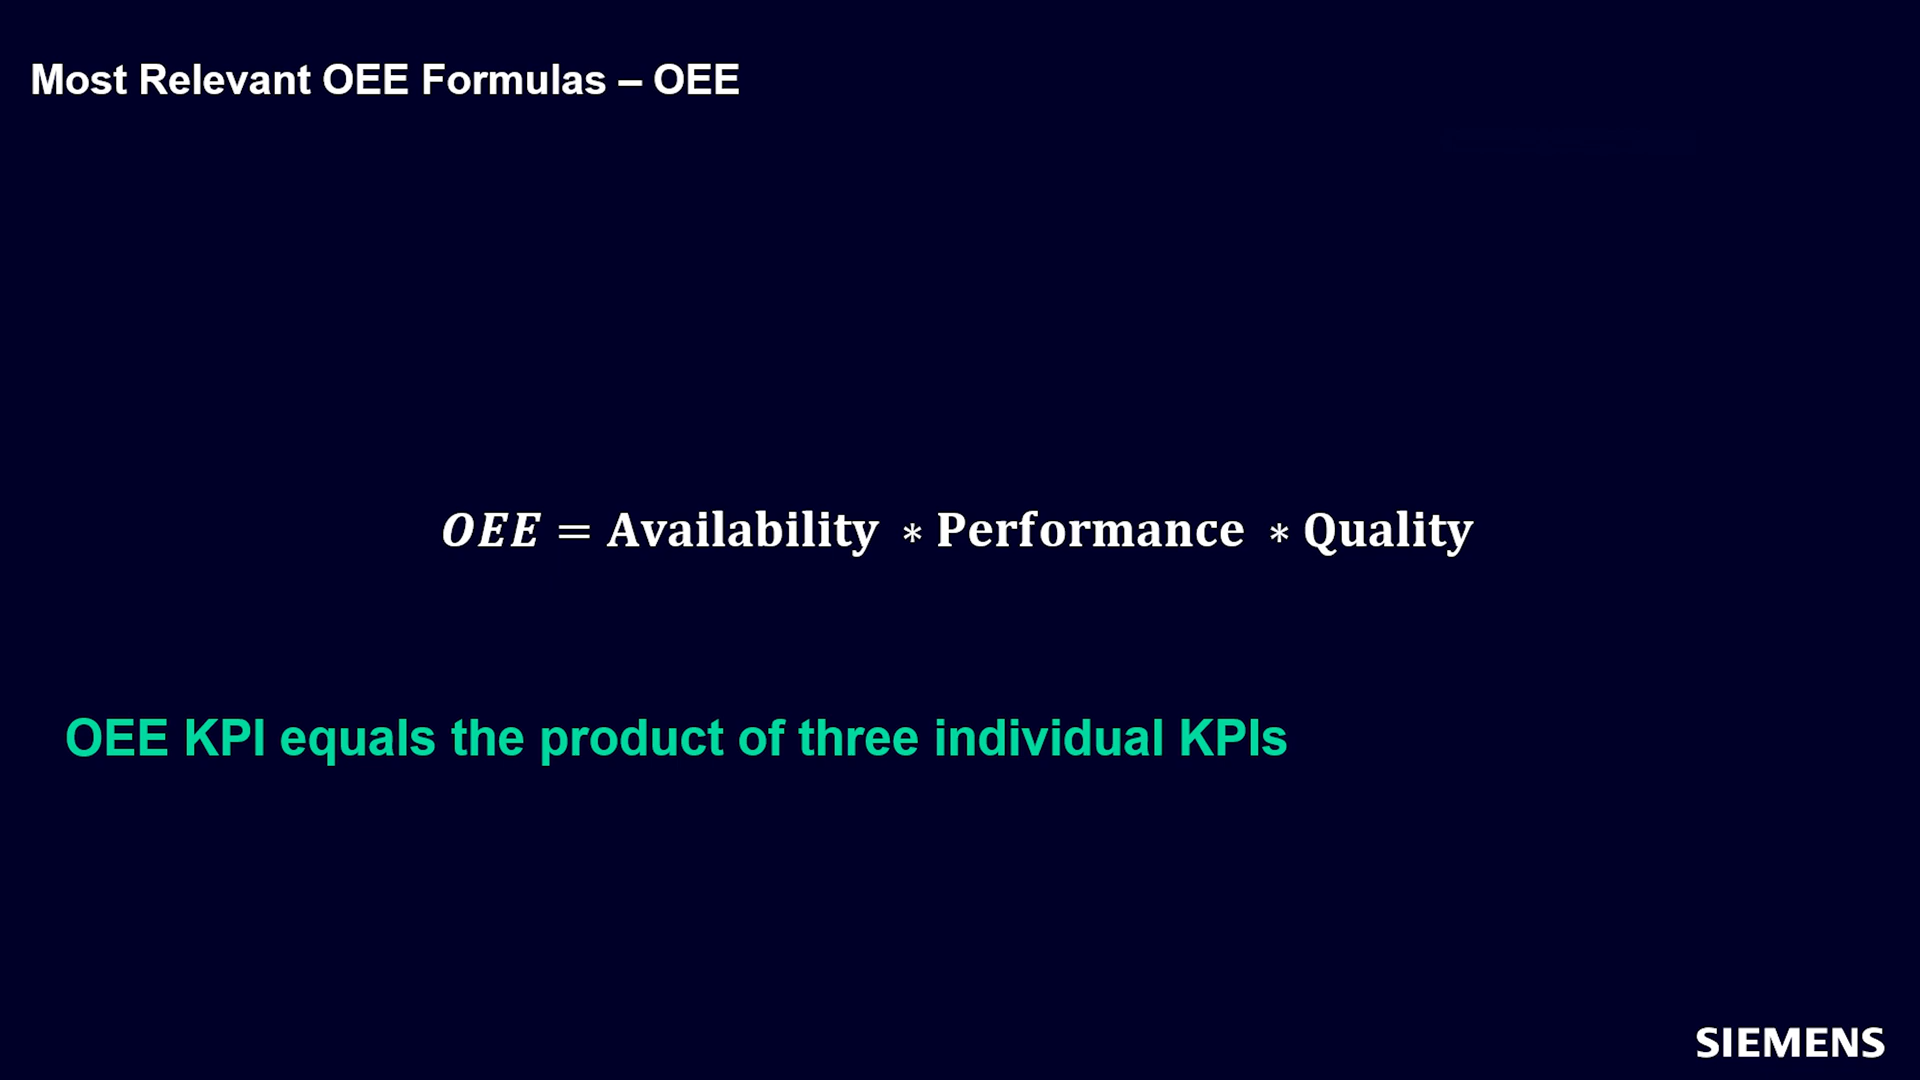 Most Relevant OEE Formulas – OEE
OEE = Availability * Performance * Quality
OEE KPI equals the product of three individual KPIs
SIEMENS